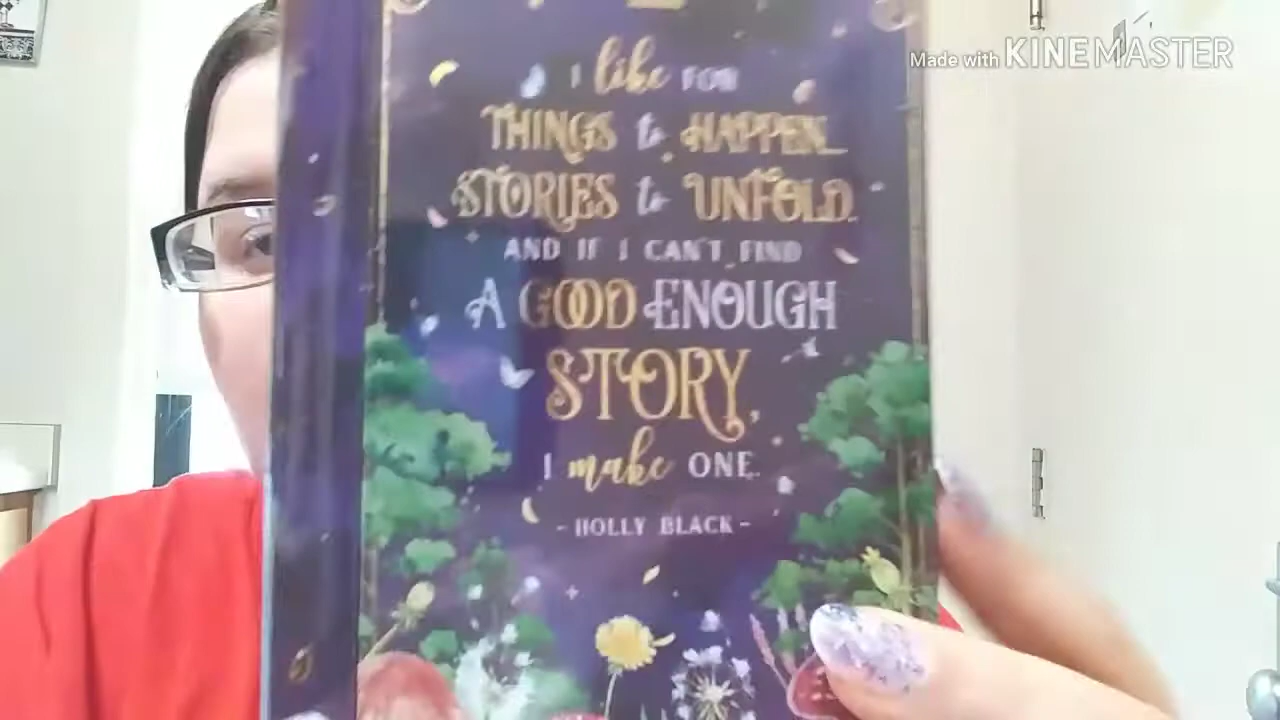 Made with KINEMASTER
I like FOR
THINGS to HAPPEN...
STORIES to UNFOLD.
AND IF I CAN'T FIND
A GOOD ENOUGH
STORY,
I make ONE.
- HOLLY BLACK -